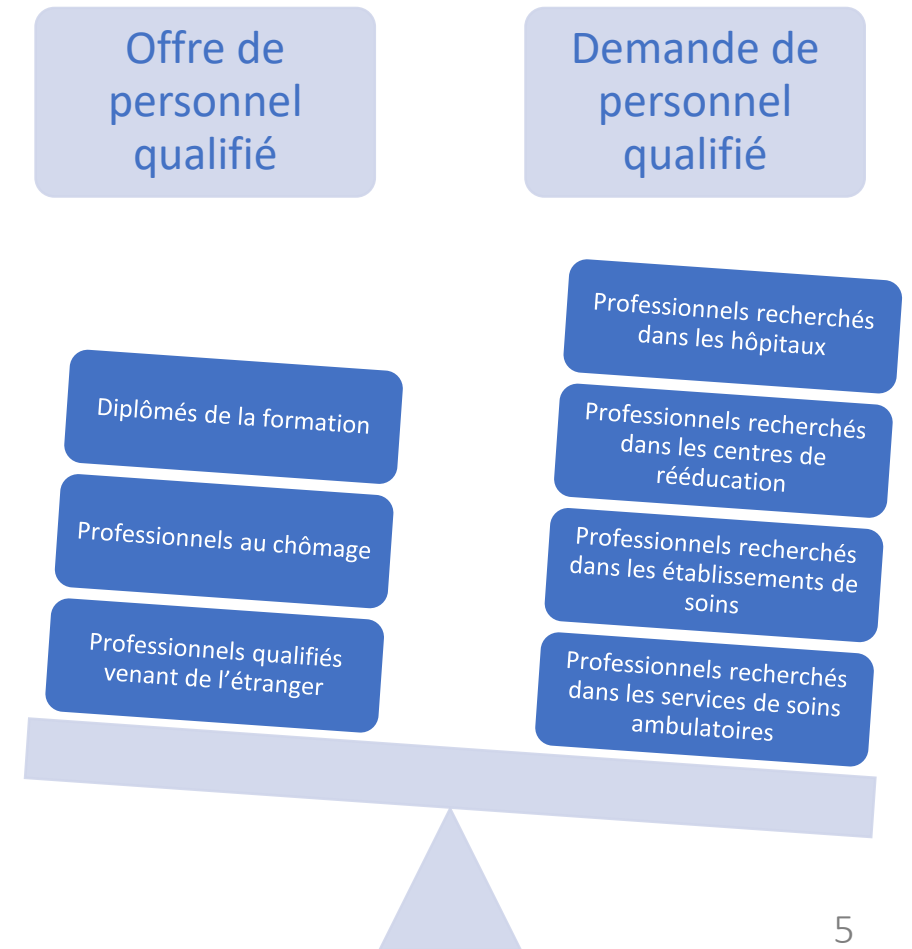 Offre de
personnel
qualifié
Demande de
personnel
qualifié
Diplômés de la formation
Professionnels au chômage
Professionnels qualifiés
venant de l'étranger
Professionnels recherchés
dans les hôpitaux
Professionnels recherchés
dans les centres de
rééducation
Professionnels recherchés
dans les établissements de
soins
Professionnels recherchés
dans les services de soins
ambulatoires
5